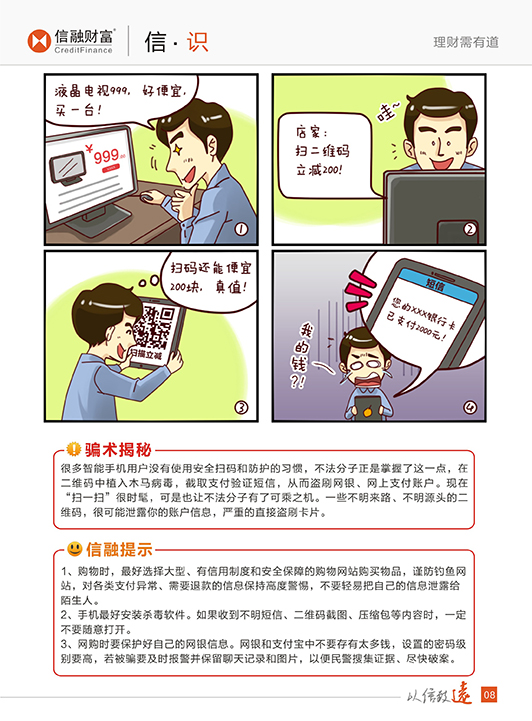 信融财富®
CreditFinance
信·识
理财需有道
液晶电视999，好便宜，
买一台！
¥999
①
哇~
店家：
扫二维码
立减200！
②
扫码还能便宜
200块，真值！
扫描立减
③
短信
您的XXX银行卡
已支付2000元！
我的钱?!
④
骗术揭秘
很多智能手机用户没有使用安全扫码和防护的习惯，不法分子正是掌握了这一点，在
二维码中植入木马病毒，截取支付验证短信，从而盗刷网银、网上支付账户。现在
“扫一扫”很时髦，可是也让不法分子有了可乘之机。一些不明来路、不明源头的二
维码，很可能泄露你的账户信息，严重的直接盗刷卡片。
信融提示
1、购物时，最好选择大型、有信用制度和安全保障的购物网站购买物品，谨防钓鱼网
站，对各类支付异常、需要退款的信息保持高度警惕，不要轻易把自己的信息泄露给
陌生人。
2、手机最好安装杀毒软件。如果收到不明短信、二维码截图、压缩包等内容时，一定
不要随意打开。
3、网购时要保护好自己的网银信息。网银和支付宝中不要存有太多钱，设置的密码级
别要高，若被骗要及时报警并保留聊天记录和图片，以便民警搜集证据、尽快破案。
以信致远
08